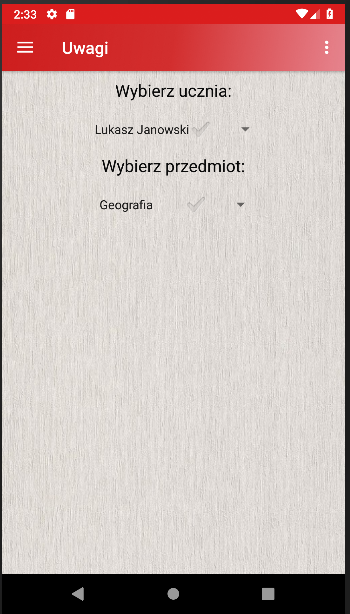 2:33
Uwagi
Wybierz ucznia:
Lukasz Janowski
Wybierz przedmiot:
Geografia